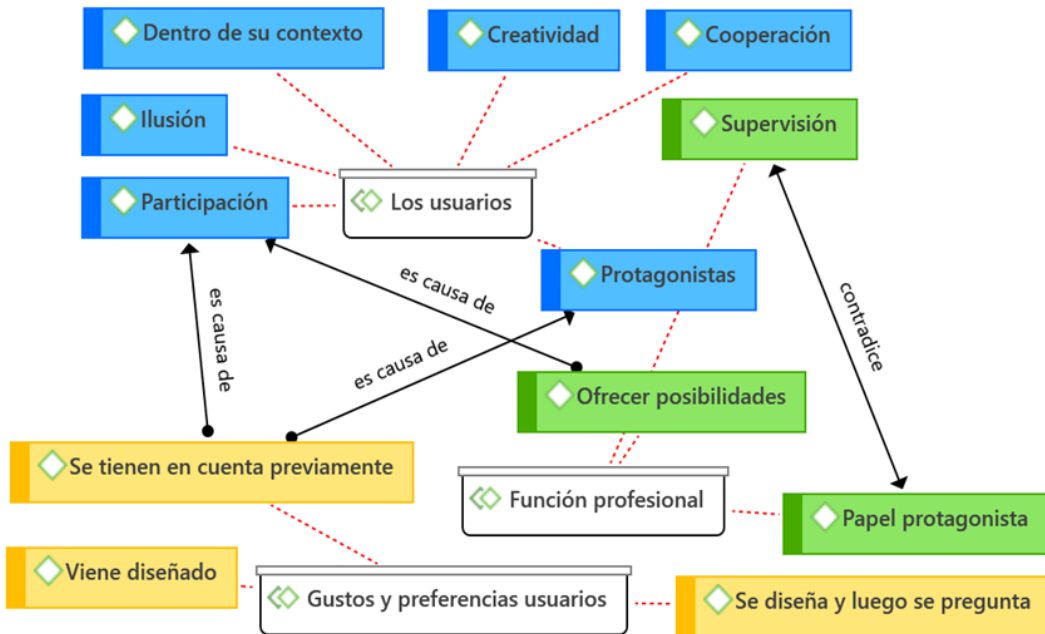 Dentro de su contexto
Creatividad
Cooperación
Ilusión
Supervisión
Participación
Los usuarios
Protagonistas
es causa de
es causa de
es causa de
contradice
Ofrecer posibilidades
Se tienen en cuenta previamente
Función profesional
Papel protagonista
Viene diseñado
Gustos y preferencias usuarios
Se diseña y luego se pregunta